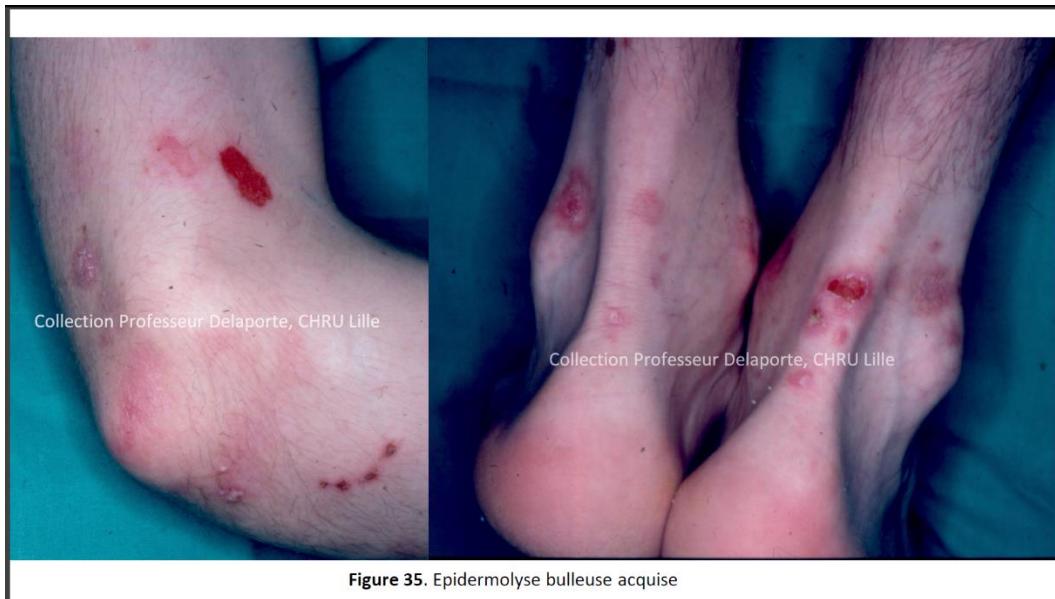 Collection Professeur Delaporte, CHRU Lille
Collection Professeur Delaporte, CHRU Lille
Figure 35. Epidermolyse bulleuse acquise